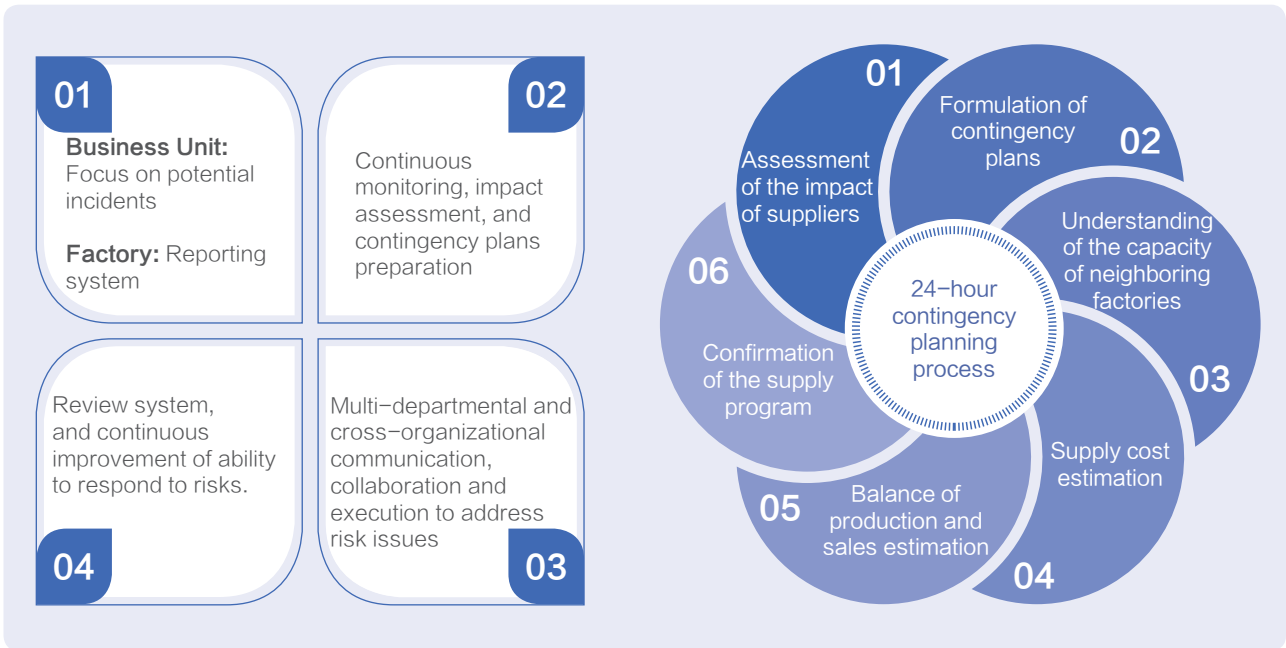 01
Business Unit:
Focus on potential
incidents
Factory: Reporting
system
02
Continuous
monitoring, impact
assessment, and
contingency plans
preparation
Multi-departmental and
cross-organizational
communication,
collaboration and
execution to address
risk issues
03
Review system,
and continuous
improvement of ability
to respond to risks.
04
24-hour
contingency
planning
process
01
Assessment
of the impact
of suppliers
Formulation of
contingency
plans
02
Understanding
of the capacity
of neighboring
factories
03
Supply cost
estimation
04
05
Balance of
production and
sales estimation
06
Confirmation
of the supply
program